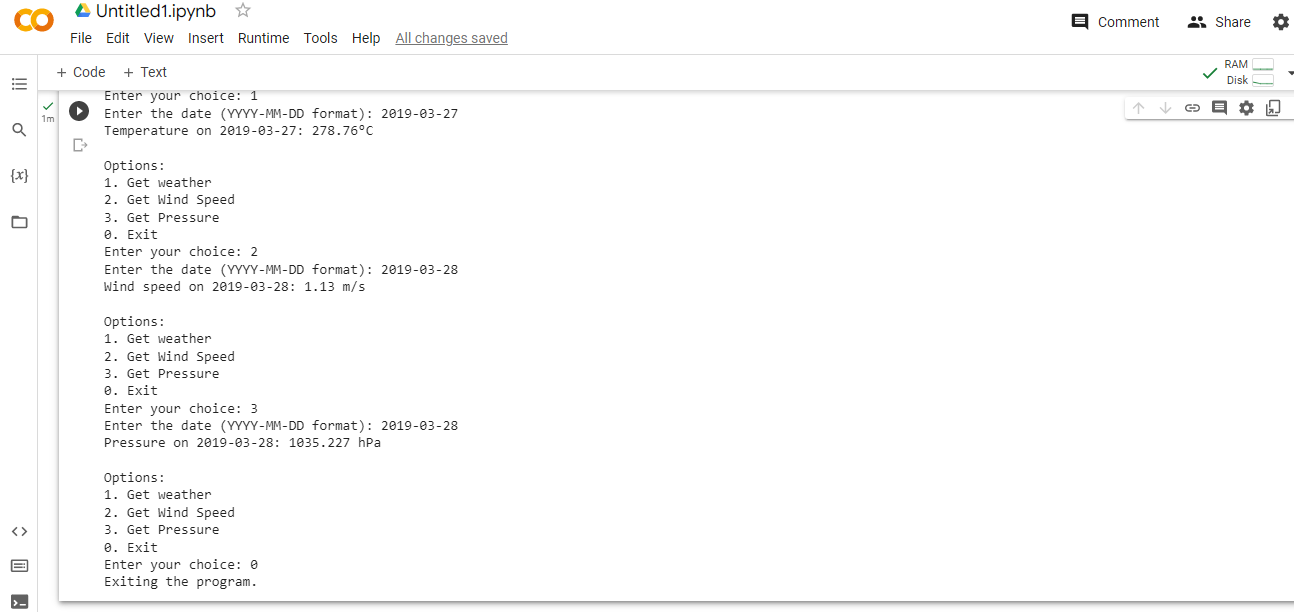 Untitled1.ipynb
File Edit View Insert Runtime Tools Help All changes saved
Comment Share
+ Code + Text
RAM
Disk
1m
{x}
Enter your choice: 1
Enter the date (YYYY-MM-DD format): 2019-03-27
Temperature on 2019-03-27: 278.76°C
Options:
1. Get weather
2. Get Wind Speed
3. Get Pressure
0. Exit
Enter your choice: 2
Enter the date (YYYY-MM-DD format): 2019-03-28
Wind speed on 2019-03-28: 1.13 m/s
Options:
1. Get weather
2. Get Wind Speed
3. Get Pressure
0. Exit
Enter your choice: 3
Enter the date (YYYY-MM-DD format): 2019-03-28
Pressure on 2019-03-28: 1035.227 hPa
Options:
1. Get weather
2. Get Wind Speed
3. Get Pressure
0. Exit
Enter your choice: 0
Exiting the program.